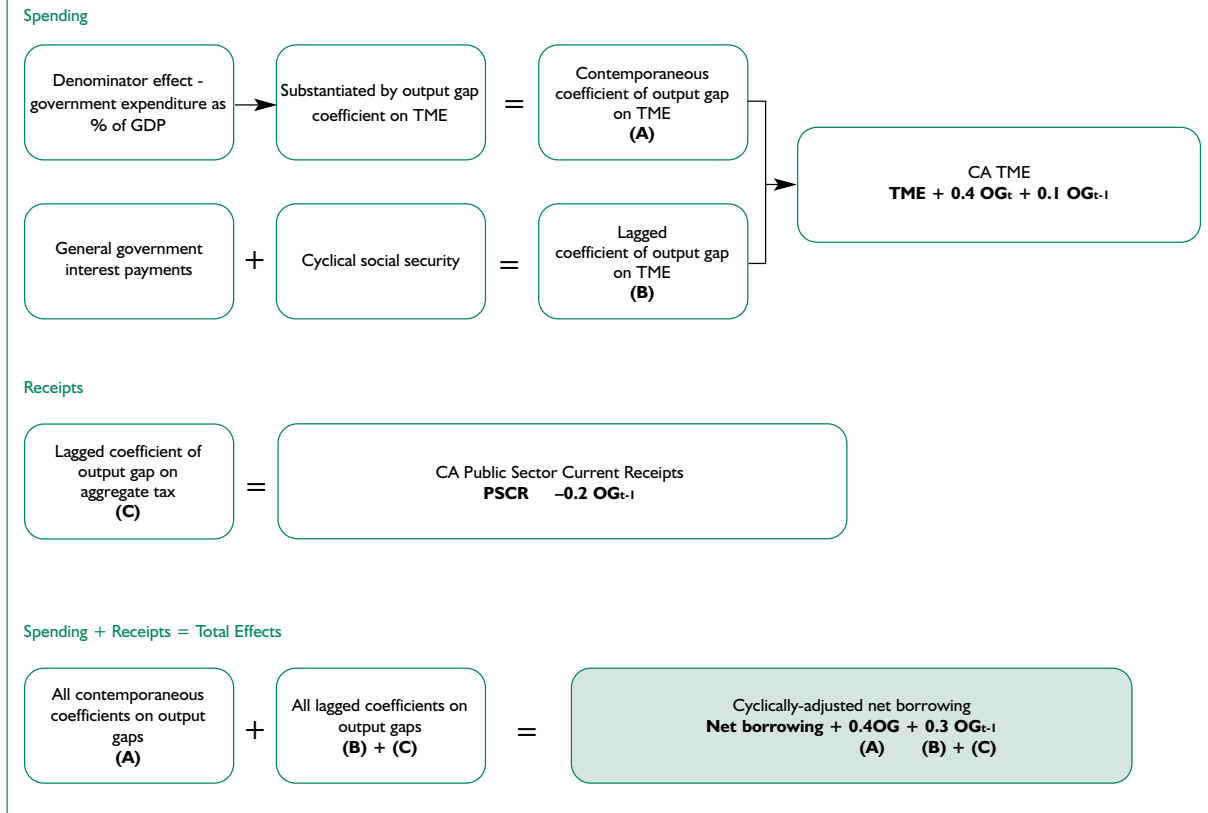 Spending
Denominator effect -
government expenditure as
% of GDP
Substantiated by output gap
coefficient on TME
=
Contemporaneous
coefficient of output gap
on TME
(A)
CA TME
TME + 0.4 OGt + 0.1 OGt-1
General government
interest payments
+
Cyclical social security
=
Lagged
coefficient of output gap
on TME
(B)
Receipts
Lagged coefficient of
output gap on
aggregate tax
(C)
=
CA Public Sector Current Receipts
PSCR –0.2 OGt-1
Spending + Receipts = Total Effects
All contemporaneous
coefficients on output
gaps
(A)
+
All lagged coefficients on
output gaps
(B) + (C)
=
Cyclically-adjusted net borrowing
Net borrowing + 0.4OG + 0.3 OGt-1
(A) (B) + (C)